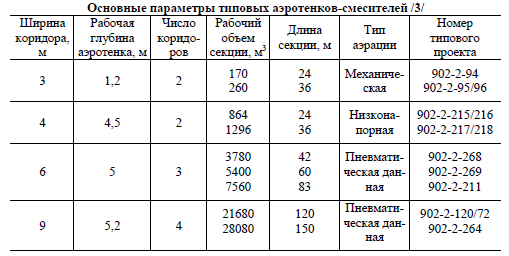 Основные параметры типовых аэротенков-смесителей /3/
Ширина коридора, м | Рабочая глубина аэротенка, м | Число коридо-ров | Рабочий объем секции, м3 | Длина секции, м | Тип аэрации | Номер типового проекта
3 | 1,2 | 2 | 170 | 24 | Механиче- | 902-2-94
260 | 36 | ская | 902-2-95/96
4 | 4,5 | 2 | 864 | 24 | Низкона- | 902-2-215/216
1296 | 36 | порная | 902-2-217/218
6 | 5 | 3 | 3780 | 42 | Пневмати- | 902-2-268
5400 | 60 | ческая дан- | 902-2-269
7560 | 83 | ная | 902-2-211
9 | 5,2 | 4 | 21680 | 120 | Пневмати- | 902-2-120/72
28080 | 150 | ческая дан- | 902-2-264
ная